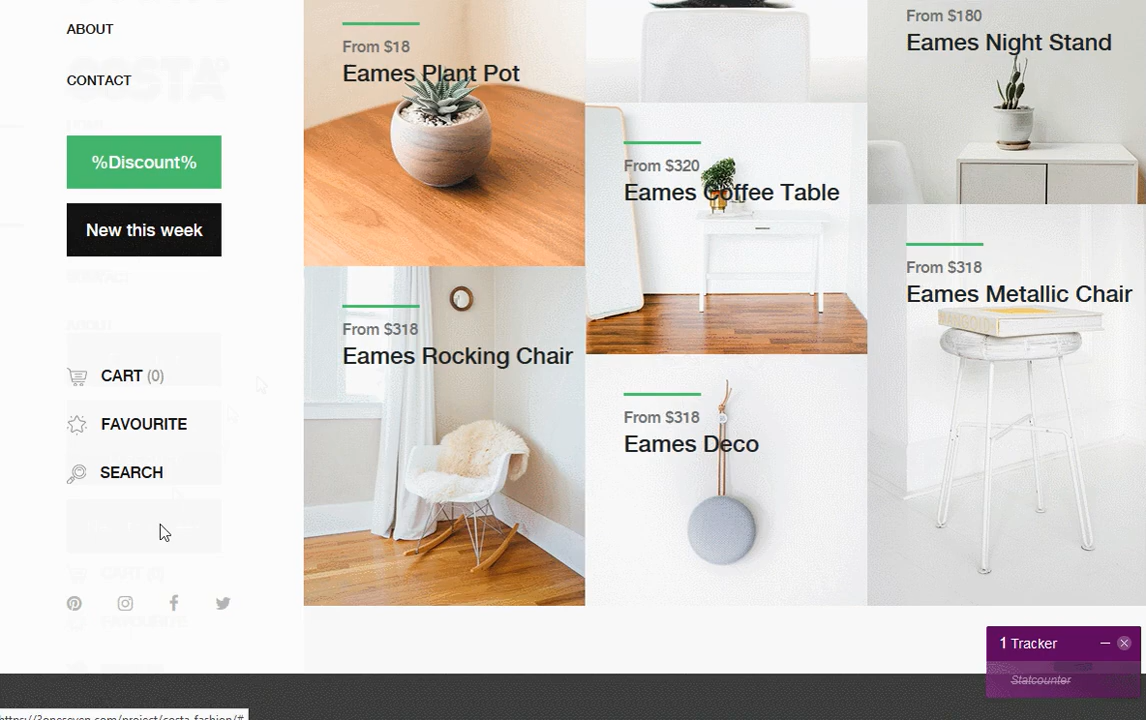 ABOUT
CONTACT
%Discount%
New this week
CART (0)
FAVOURITE
SEARCH
From $18
Eames Plant Pot
From $318
Eames Rocking Chair
From $320
Eames Coffee Table
From $318
Eames Deco
From $180
Eames Night Stand
From $318
Eames Metallic Chair
1 Tracker
Statcounter